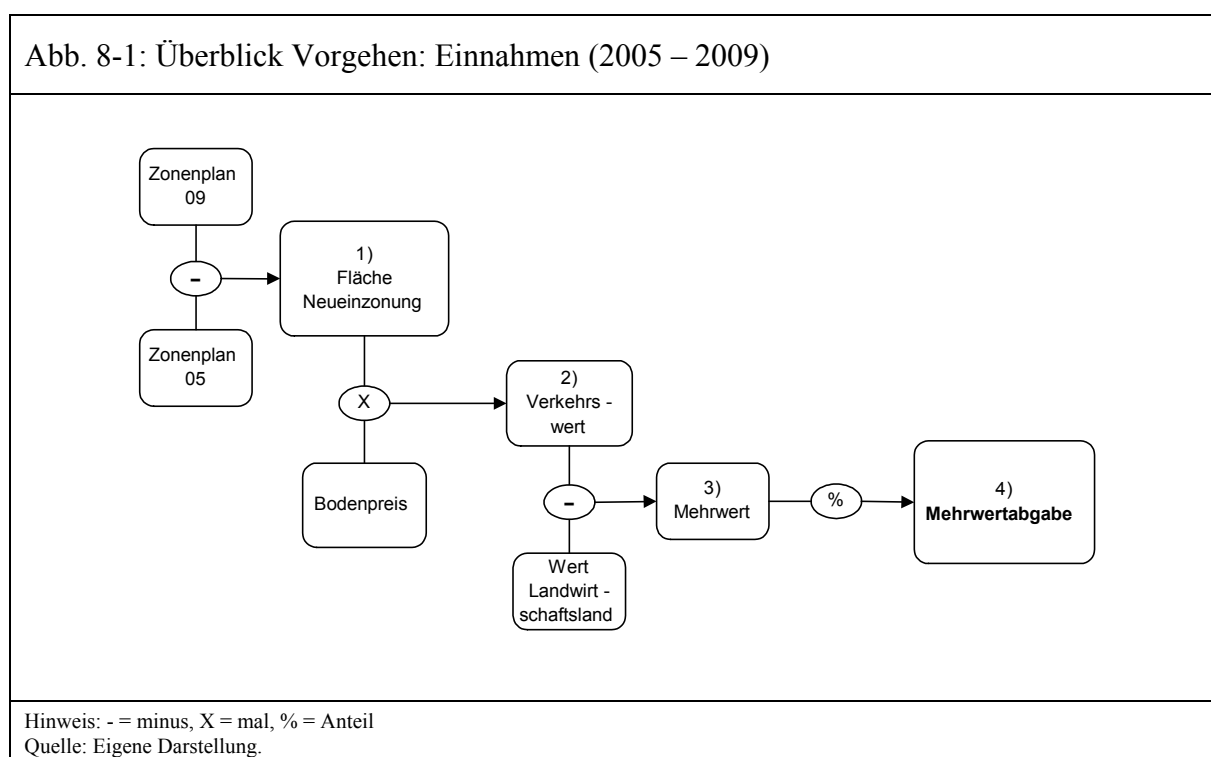 Abb. 8-1: Überblick Vorgehen: Einnahmen (2005 – 2009)
Zonenplan
09
-
Zonenplan
05
1)
Fläche
Neueinzonung
X
Bodenpreis
2)
Verkehrs -
wert
-
Wert
Landwirt -
schaftsland
3)
Mehrwert
%
4)
Mehrwertabgabe
Hinweis: - = minus, X = mal, % = Anteil
Quelle: Eigene Darstellung.